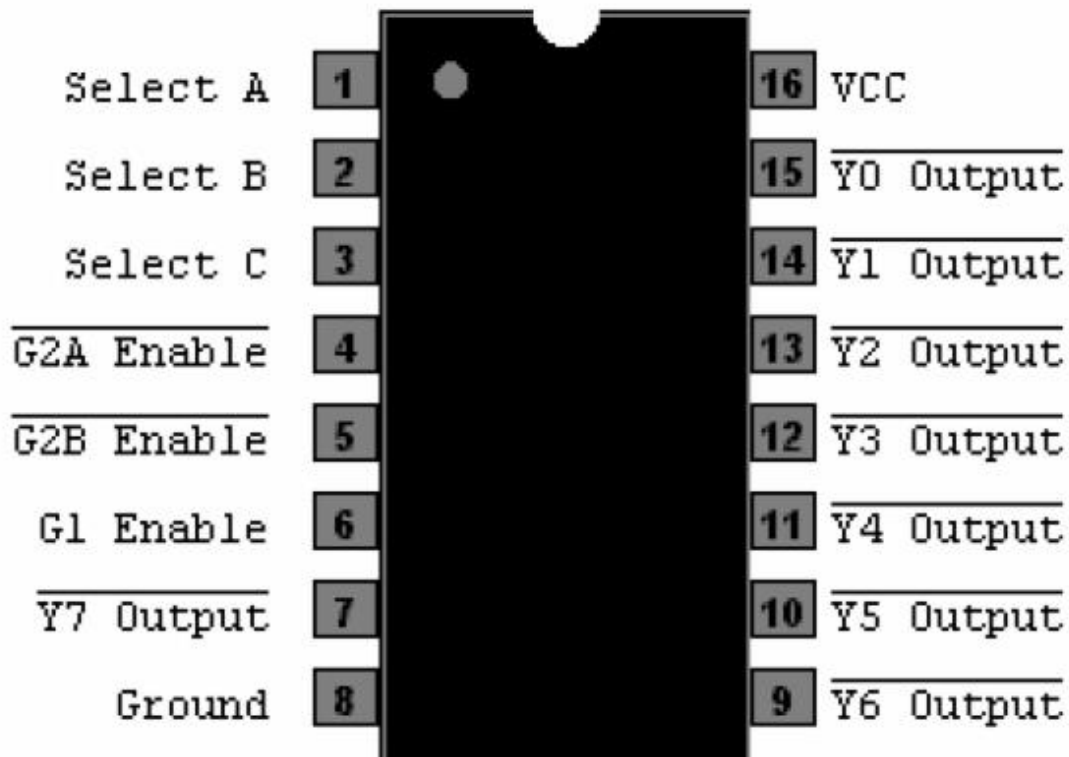 Select A 1 16 VCC
Select B 2 15 Y0 Output
Select C 3 14 Y1 Output
G2A Enable 4 13 Y2 Output
G2B Enable 5 12 Y3 Output
G1 Enable 6 11 Y4 Output
Y7 Output 7 10 Y5 Output
Ground 8 9 Y6 Output